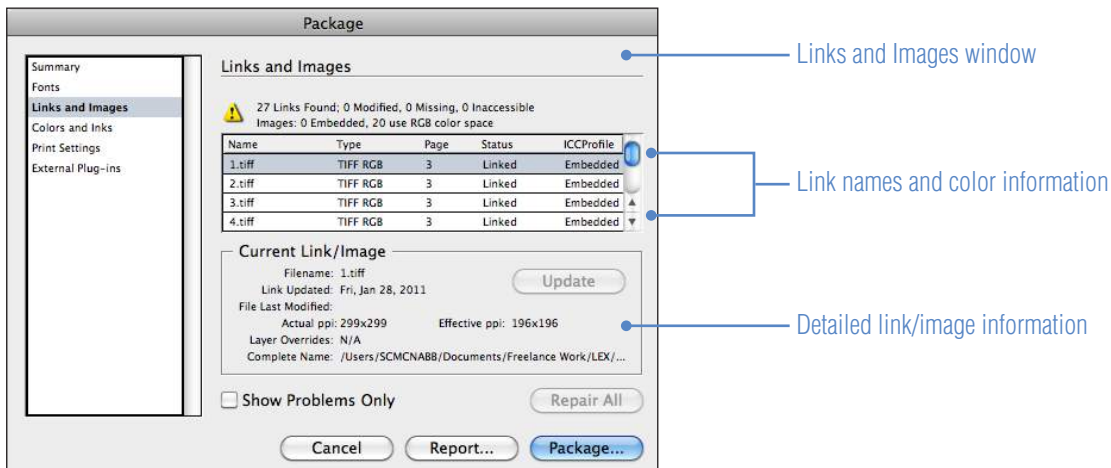 Package
Summary
Fonts
Links and Images
Colors and Inks
Print Settings
External Plug-ins
Links and Images
27 Links Found; 0 Modified, 0 Missing, 0 Inaccessible
Images: 0 Embedded, 20 use RGB color space
Name Type Page Status ICCProfile
1.tiff TIFF RGB 3 Linked Embedded
2.tiff TIFF RGB 3 Linked Embedded
3.tiff TIFF RGB 3 Linked Embedded
4.tiff TIFF RGB 3 Linked Embedded
Current Link/Image
Filename: 1.tiff
Link Updated: Fri, Jan 28, 2011
File Last Modified:
Actual ppi: 299x299 Effective ppi: 196x196
Layer Overrides: N/A
Complete Name: /Users/SCMCNABB/Documents/Freelance Work/LEX/...
Update
Show Problems Only
Repair All
Cancel
Report...
Package...
Links and Images window
Link names and color information
Detailed link/image information